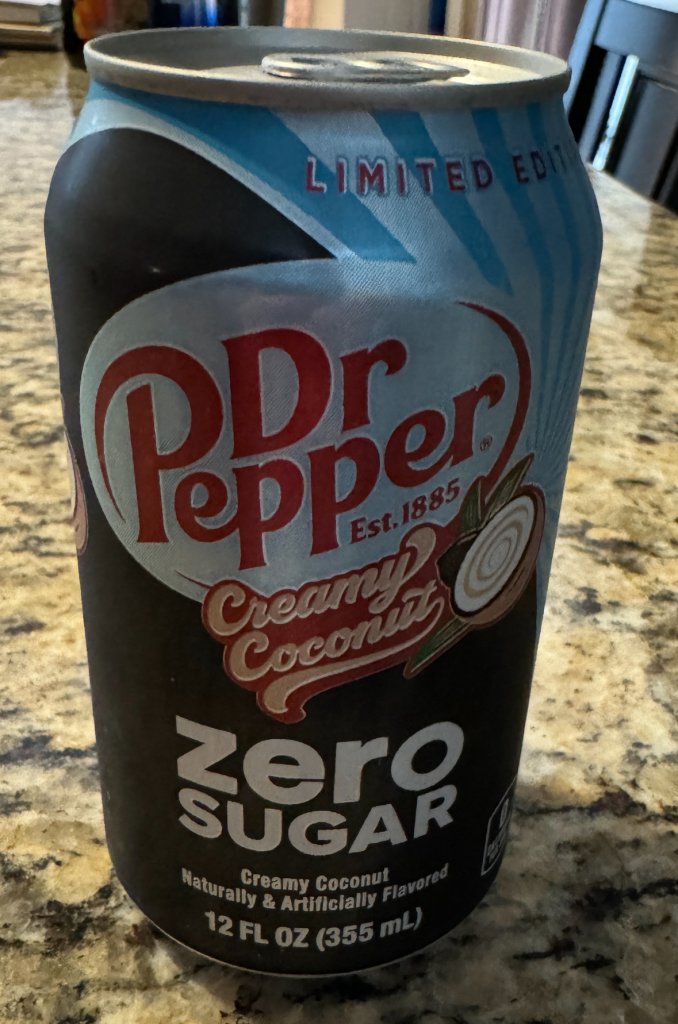 LIMITED EDIT
Dr
Pepper®
Est. 1885
Creamy
Coconut
zero
SUGAR
Creamy Coconut
Naturally & Artificially Flavored
12 FL OZ (355 mL)
0